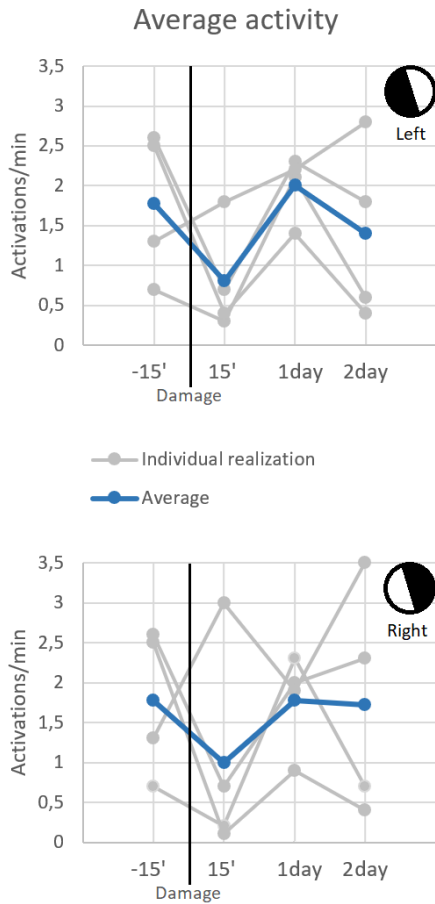 Average activity
3,5
3
2,5
2
1,5
1
0,5
0
Activations/min
Left
-15' 15' 1day 2day
Damage
Individual realization
Average
3,5
3
2,5
2
1,5
1
0,5
0
Activations/min
Right
-15' 15' 1day 2day
Damage